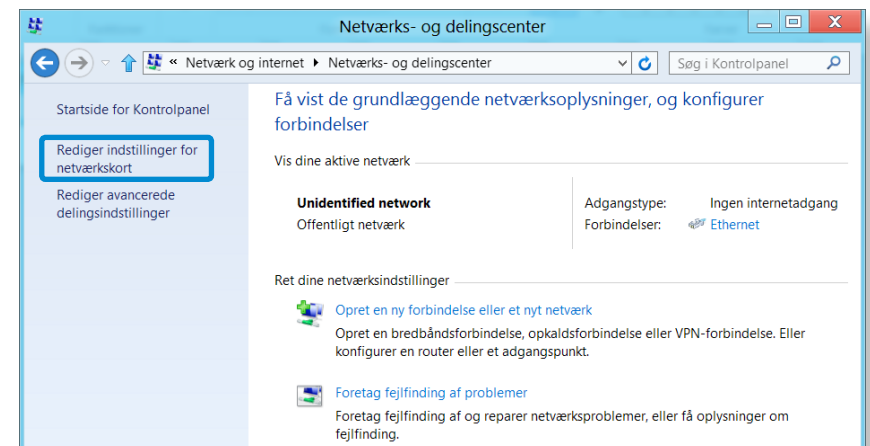 Netværks- og delingscenter
X
« Netværk og internet ▸ Netværks- og delingscenter
Søg i Kontrolpanel
Startside for Kontrolpanel
Rediger indstillinger for
netværkskort
Rediger avancerede
delingsindstillinger
Få vist de grundlæggende netværksoplysninger, og konfigurer
forbindelser
Vis dine aktive netværk
Unidentified network
Offentligt netværk
Adgangstype: Ingen internetadgang
Forbindelser: Ethernet
Ret dine netværksindstillinger
Opret en ny forbindelse eller et nyt netværk
Opret en bredbåndsforbindelse, opkaldsforbindelse eller VPN-forbindelse. Eller
konfigurer en router eller et adgangspunkt.
Foretag fejlfinding af problemer
Foretag fejlfinding af og reparer netværksproblemer, eller få oplysninger om
fejlfinding.